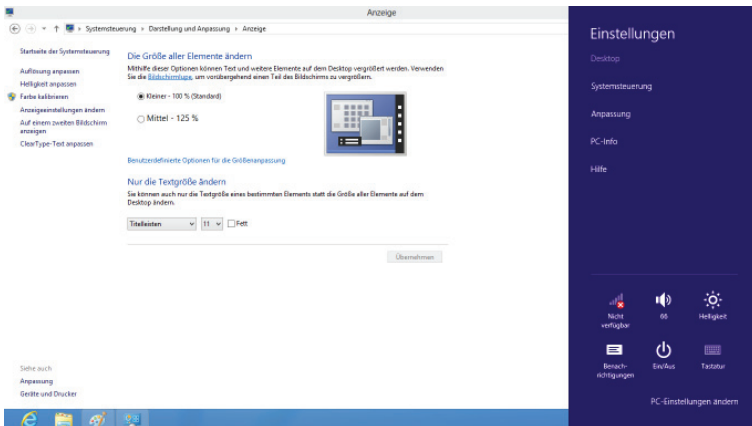 Anzeige
Systemsteuerung › Darstellung und Anpassung › Anzeige
Startseite der Systemsteuerung
Auflösung anpassen
Helligkeit anpassen
Farbe kalibrieren
Anzeigeeinstellungen ändern
Auf einem zweiten Bildschirm
anzeigen
ClearType-Text anpassen
Die Größe aller Elemente ändern
Mithilfe dieser Optionen können Text und weitere Elemente auf dem Desktop vergrößert werden. Verwenden
Sie die Bildschirmlupe, um vorübergehend einen Teil des Bildschirms zu vergrößern.
Kleiner - 100 % (Standard)
Mittel - 125 %
Benutzerdefinierte Optionen für die Größenanpassung
Nur die Textgröße ändern
Sie können auch nur die Textgröße eines bestimmten Elements statt die Größe aller Elemente auf dem
Desktop ändern.
Titelleisten 11 Fett
Übernehmen
Siehe auch
Anpassung
Geräte und Drucker
Einstellungen
Desktop
Systemsteuerung
Anpassung
PC-Info
Hilfe
Nicht
verfügbar
66
Helligkeit
Benach-
richtigungen
Ein/Aus
Tastatur
PC-Einstellungen ändern